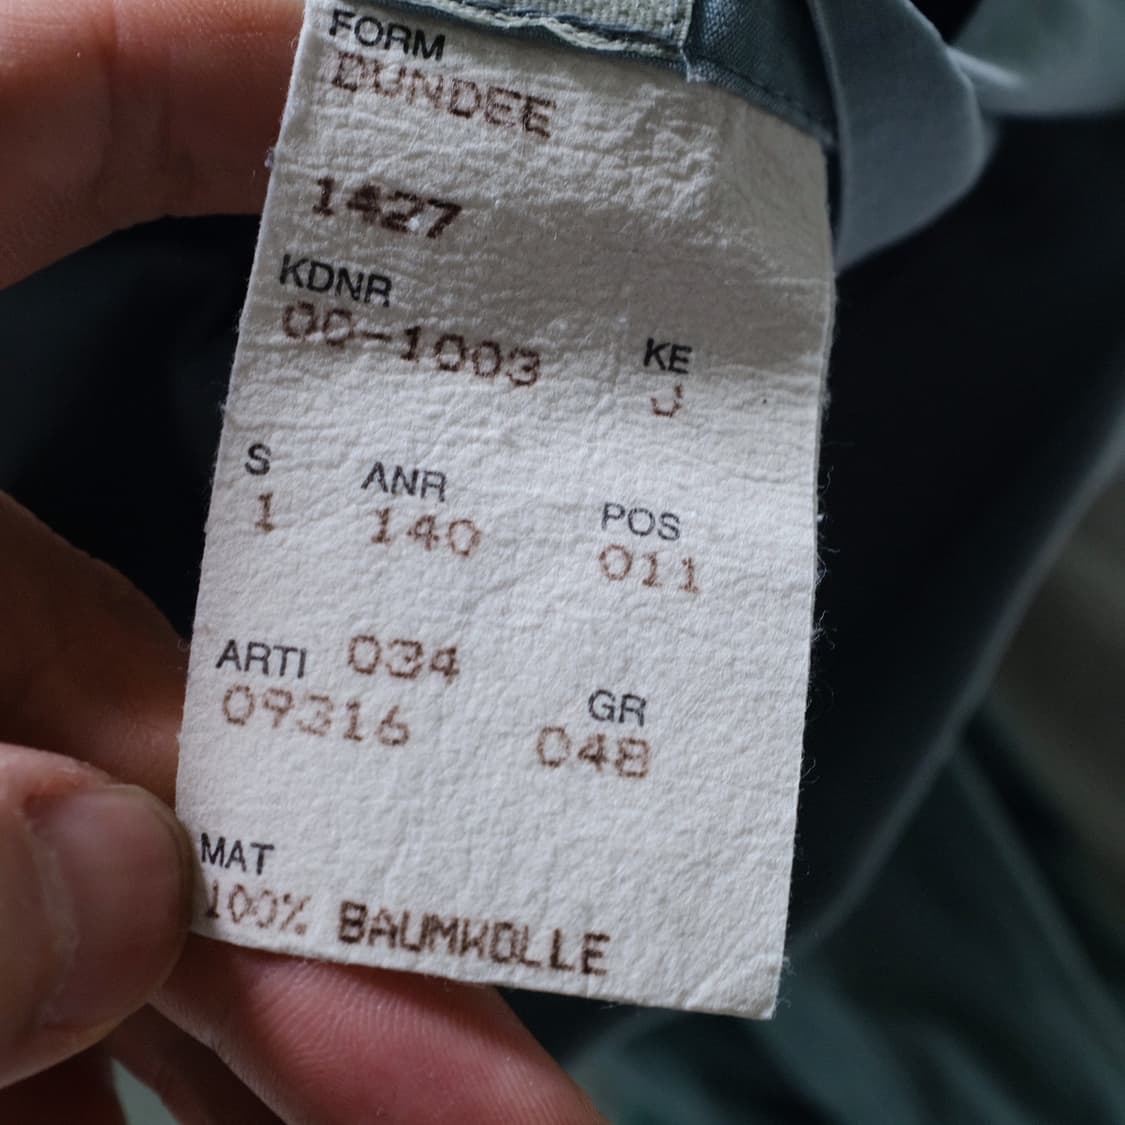 FORM
DUNDEE
1427
KDNR
00-1003
KE
J
S
1
ANR
140
POS
011
ARTI 034
09316
GR
048
MAT
100% BAUMWOLLE